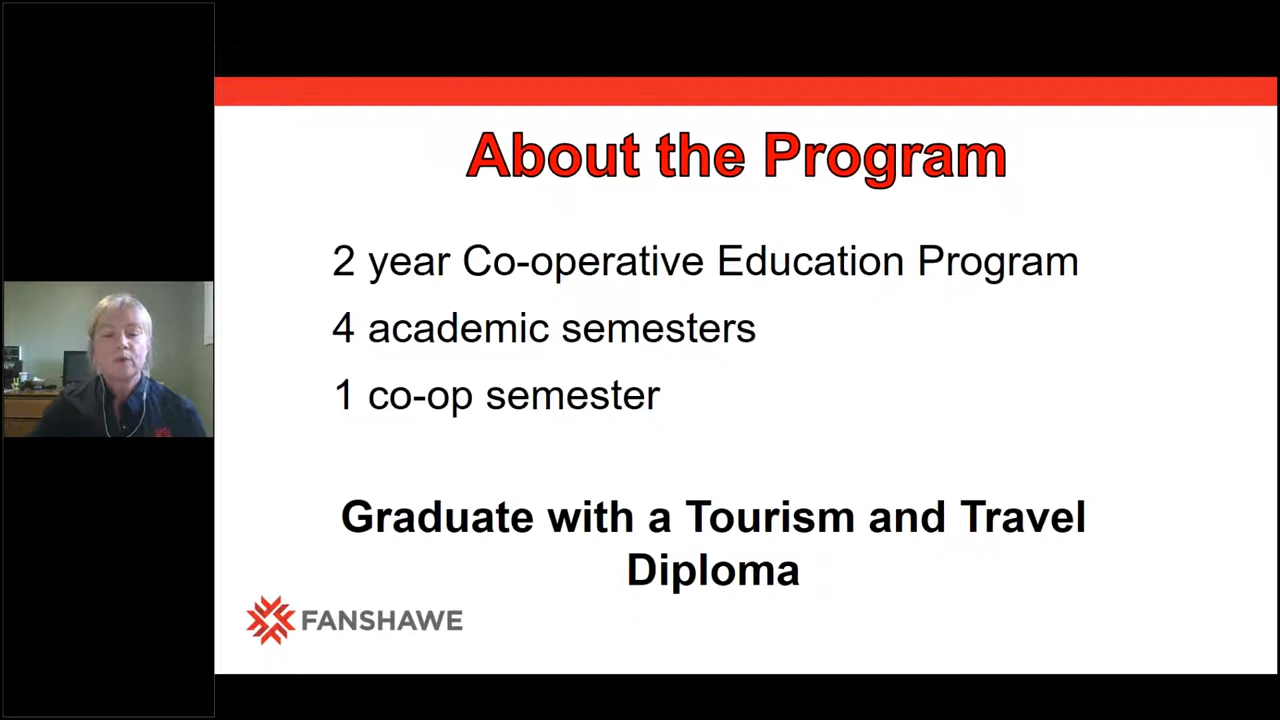 About the Program
2 year Co-operative Education Program
4 academic semesters
1 co-op semester
Graduate with a Tourism and Travel
Diploma
FANSHAWE